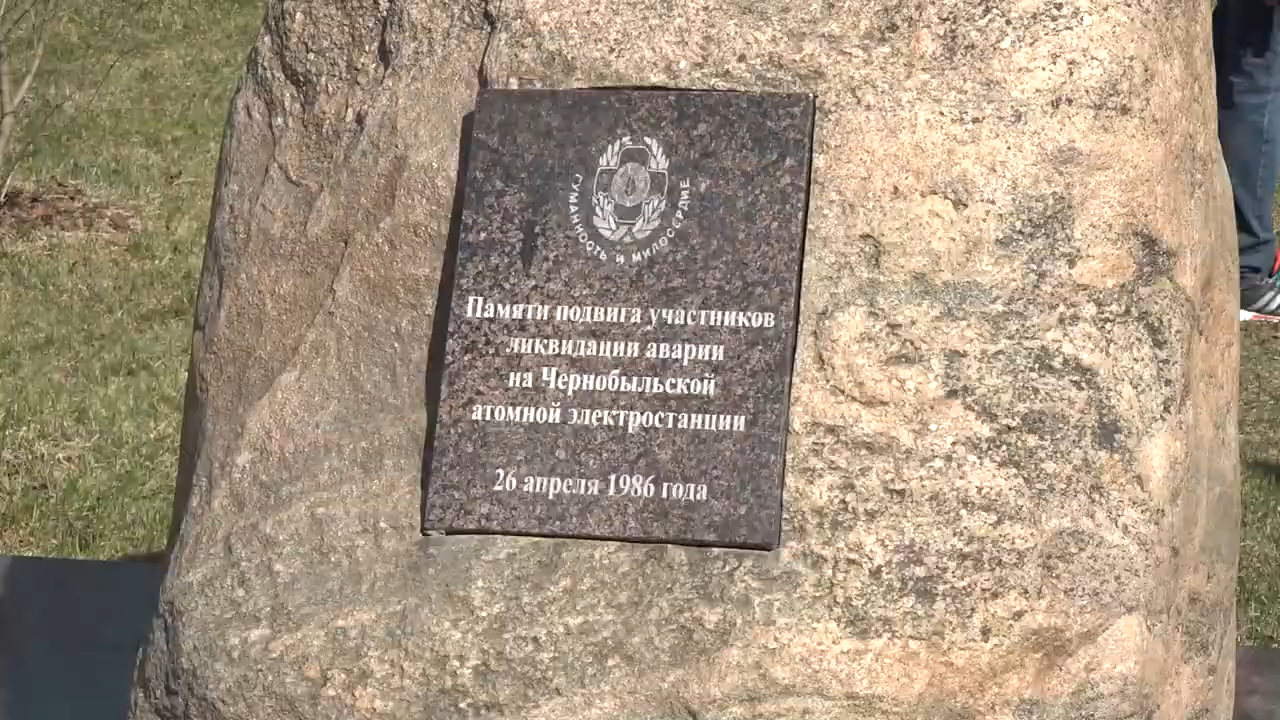 ГУМАННОСТЬ И МИЛОСЕРДИЕ
Памяти подвига участников
ликвидации аварии
на Чернобыльской
атомной электростанции
26 апреля 1986 года